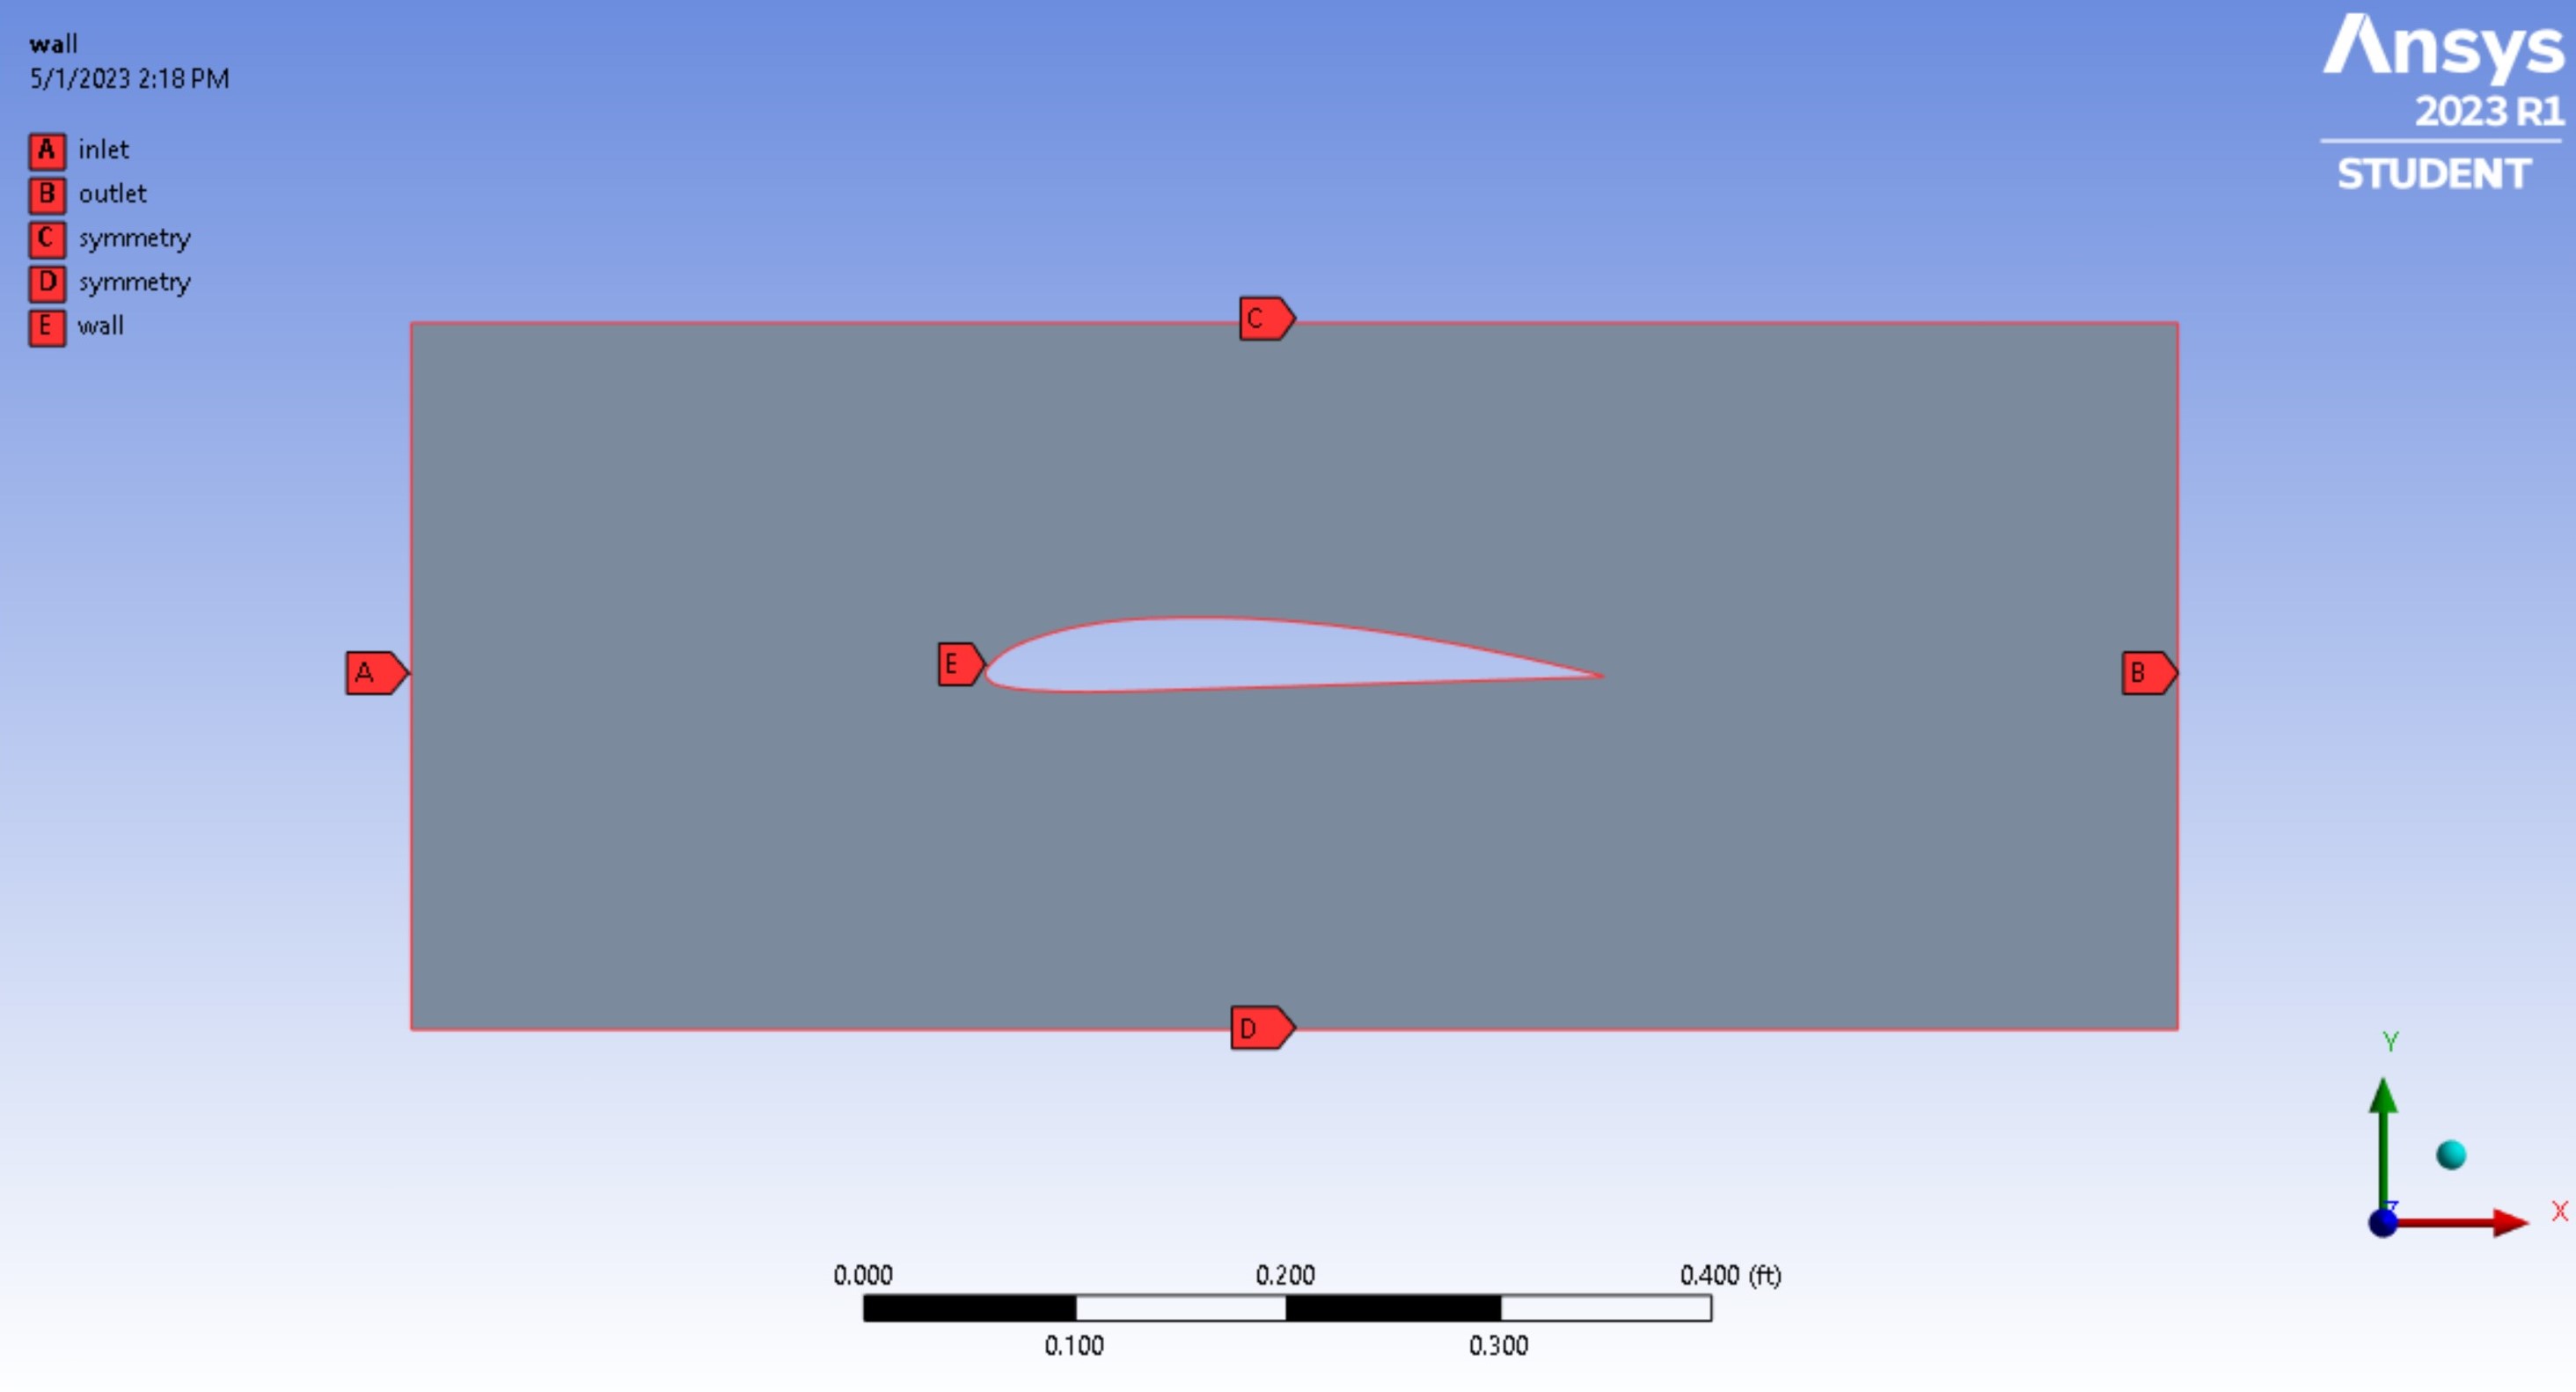 wall
5/1/2023 2:18 PM
A inlet
B outlet
C symmetry
D symmetry
E wall
Ansys
2023 R1
STUDENT
C
E
A
B
D
Y
Z
X
0.000 0.200 0.400 (ft)
0.100 0.300